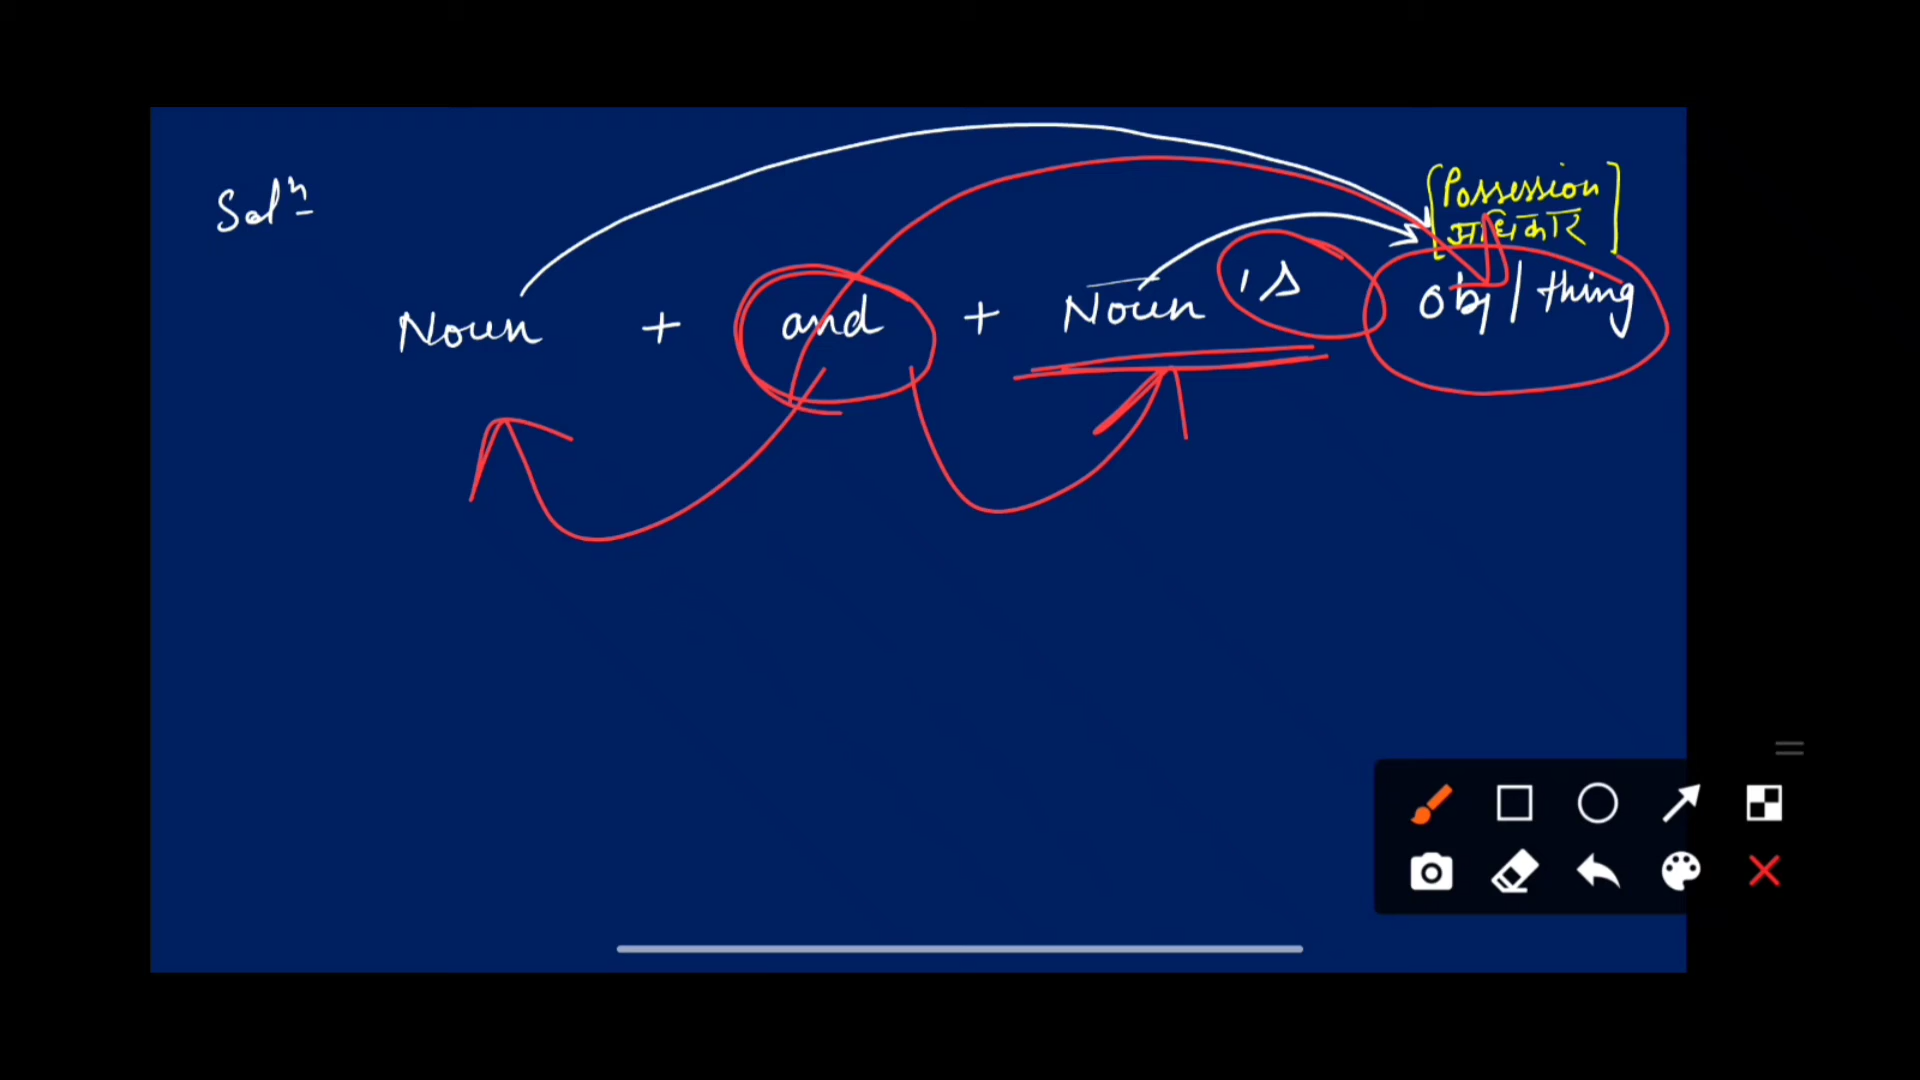 Solⁿ
[Possession
अधिकार]
Noun + and + Noun 's Obj / thing